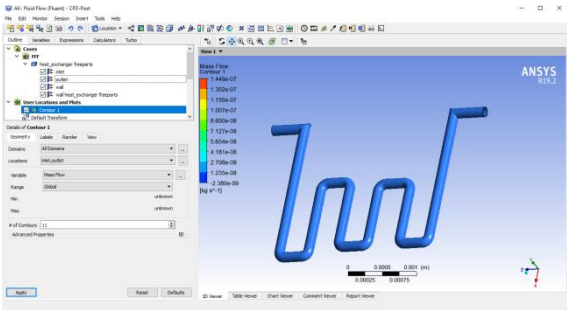 A6 : Fluid Flow (Fluent) - CFD-Post
File Edit Monitor Session Insert Tools Help
Location
Outline Variables Expressions Calculators Turbo
Cases
FFF
heat_exchanger freeparts
inlet
outlet
wall
wall heat_exchanger freeparts
User Locations and Plots
Contour 1
Default Transform
Details of Contour 1
Geometry Labels Render View
Domains All Domains
Locations inlet,outlet
Variable Mass Flow
Range Global
Min unknown
Max unknown
# of Contours 11
Advanced Properties
Apply Reset Defaults
View 1
Mass Flow
Contour 1
1.448e-07
1.302e-07
1.155e-07
1.007e-07
8.600e-08
7.127e-08
5.654e-08
4.181e-08
2.708e-08
1.235e-08
-2.380e-09
[kg s^-1]
ANSYS
R19.2
0 0.0005 0.001 (m)
0.00025 0.00075
3D Viewer Table Viewer Chart Viewer Comment Viewer Report Viewer